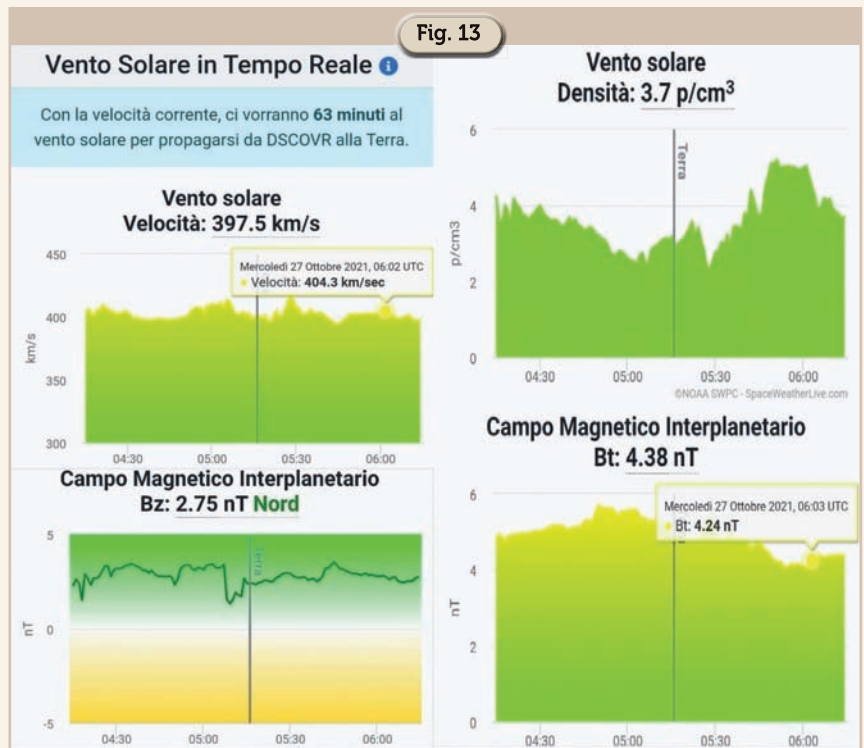 Fig. 13
Vento Solare in Tempo Reale i
Con la velocità corrente, ci vorranno 63 minuti al
vento solare per propagarsi da DSCOVR alla Terra.
Vento solare
Velocità: 397.5 km/s
Mercoledì 27 Ottobre 2021, 06:02 UTC
Velocità: 404.3 km/sec
450
400
350
300
km/s
04:30 05:00 05:30 06:00
Vento solare
Densità: 3.7 p/cm³
6
4
2
0
p/cm3
Terra
04:30 05:00 05:30 06:00
©NOAA SWPC - SpaceWeatherLive.com
Campo Magnetico Interplanetario
Bz: 2.75 nT Nord
5
0
-5
nT
Terra
04:30 05:00 05:30 06:00
Campo Magnetico Interplanetario
Bt: 4.38 nT
Mercoledì 27 Ottobre 2021, 06:03 UTC
Bt: 4.24 nT
6
4
2
0
nT
04:30 05:00 05:30 06:00